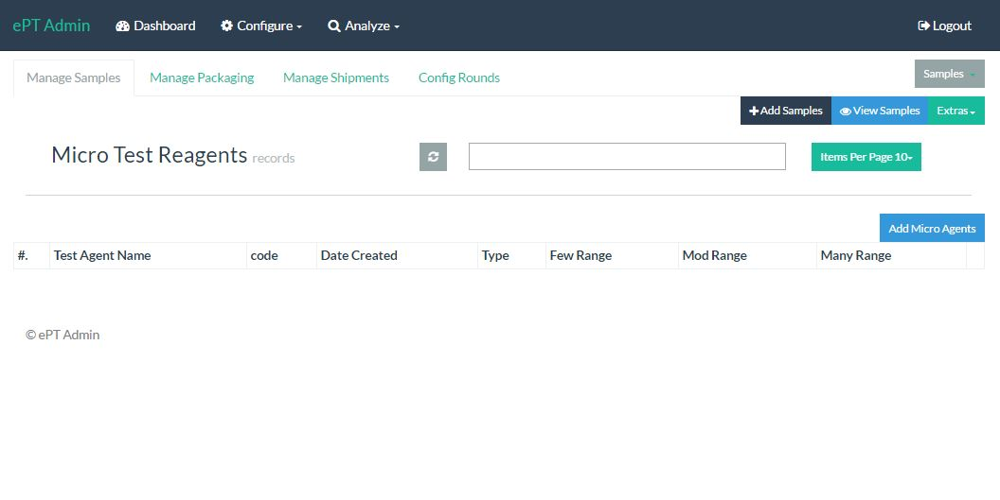 ePT Admin Dashboard Configure Analyze Logout
Manage Samples Manage Packaging Manage Shipments Config Rounds Samples
Add Samples View Samples Extras
Micro Test Reagents records Items Per Page 10
Add Micro Agents
#. Test Agent Name code Date Created Type Few Range Mod Range Many Range
© ePT Admin